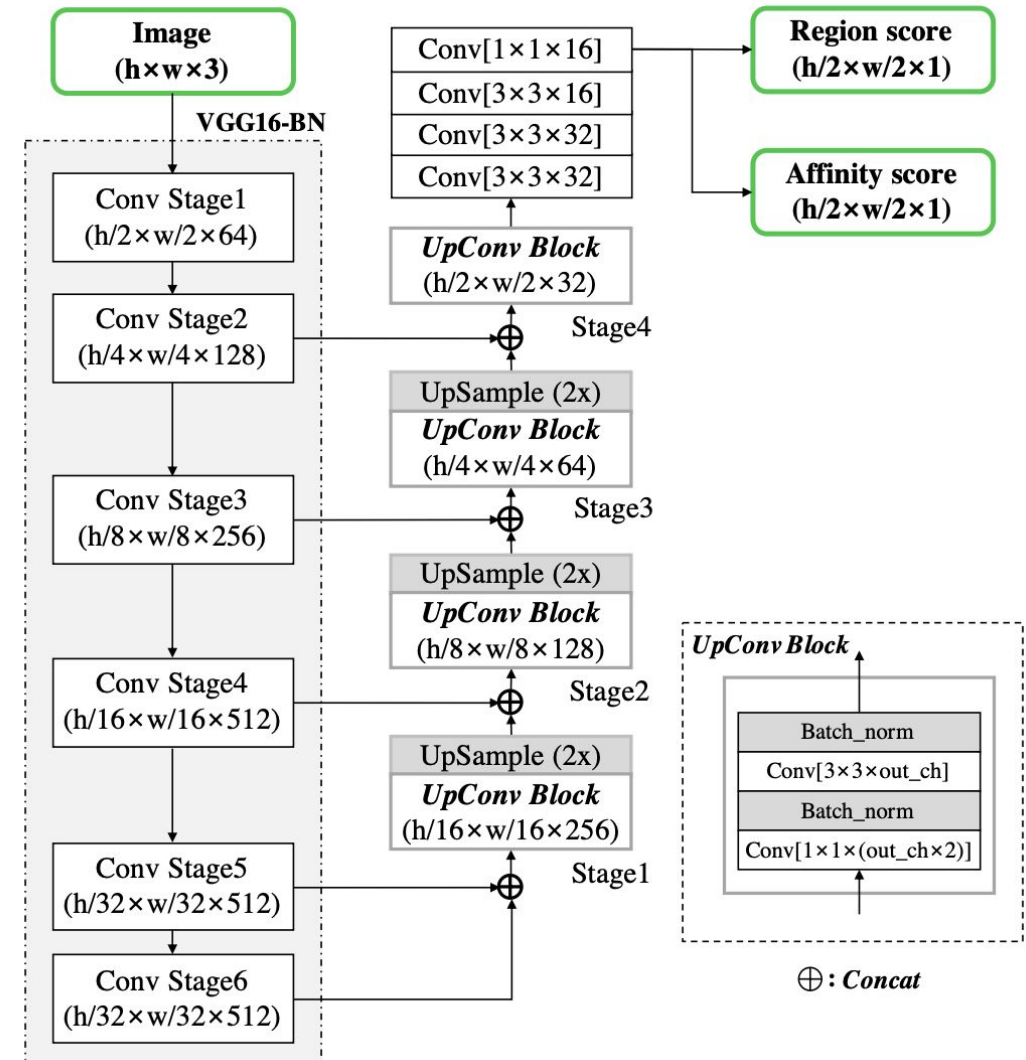 Image
(h×w×3)
VGG16-BN
Conv Stage1
(h/2×w/2×64)
Conv Stage2
(h/4×w/4×128)
Conv Stage3
(h/8×w/8×256)
Conv Stage4
(h/16×w/16×512)
Conv Stage5
(h/32×w/32×512)
Conv Stage6
(h/32×w/32×512)
Conv[1×1×16]
Conv[3×3×16]
Conv[3×3×32]
Conv[3×3×32]
UpConv Block
(h/2×w/2×32)
Stage4
UpSample (2x)
UpConv Block
(h/4×w/4×64)
Stage3
UpSample (2x)
UpConv Block
(h/8×w/8×128)
Stage2
UpSample (2x)
UpConv Block
(h/16×w/16×256)
Stage1
Region score
(h/2×w/2×1)
Affinity score
(h/2×w/2×1)
UpConv Block
Batch_norm
Conv[3×3×out_ch]
Batch_norm
Conv[1×1×(out_ch×2)]
⊕ : Concat